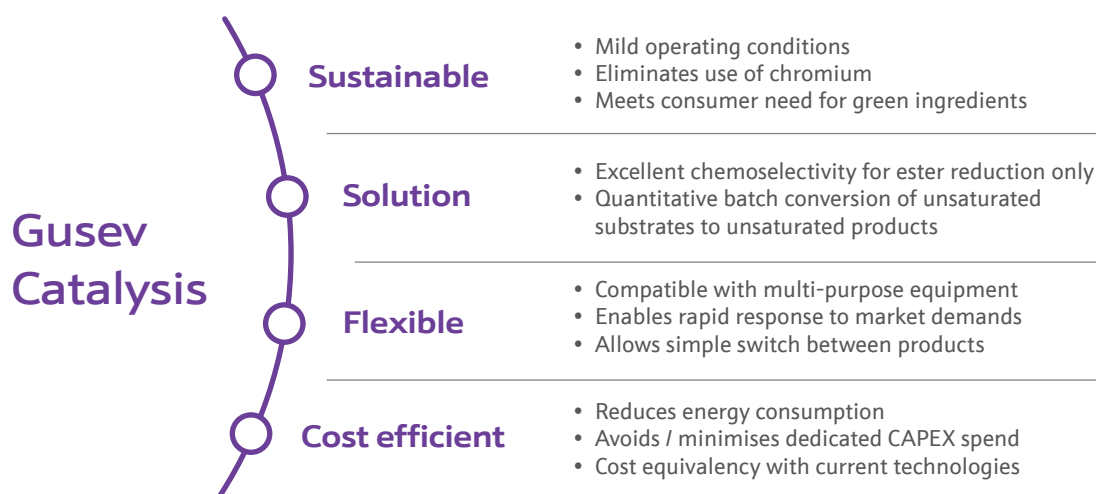 Gusev
Catalysis
Sustainable
• Mild operating conditions
• Eliminates use of chromium
• Meets consumer need for green ingredients
Solution
• Excellent chemoselectivity for ester reduction only
• Quantitative batch conversion of unsaturated
substrates to unsaturated products
Flexible
• Compatible with multi-purpose equipment
• Enables rapid response to market demands
• Allows simple switch between products
Cost efficient
• Reduces energy consumption
• Avoids / minimises dedicated CAPEX spend
• Cost equivalency with current technologies